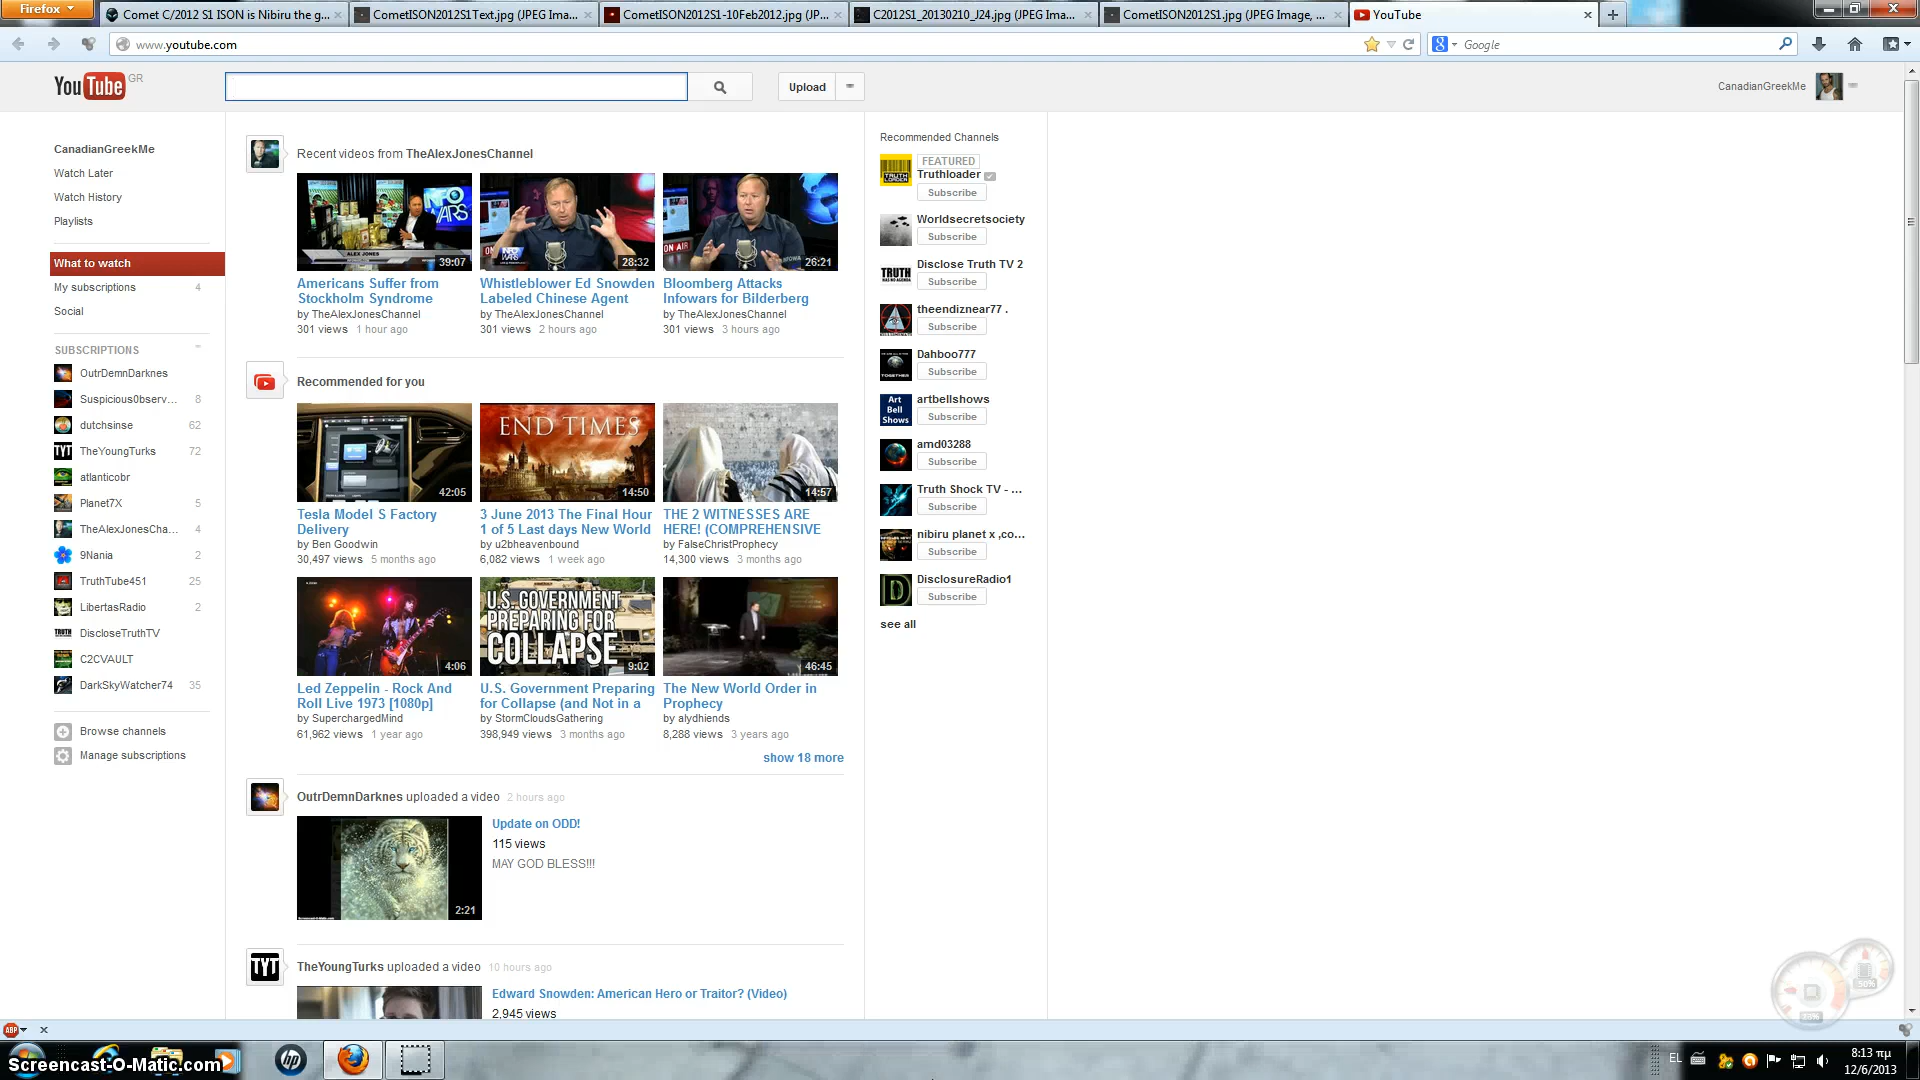 Firefox
Comet C/2012 S1 ISON is Nibiru the g...
CometISON2012S1Text.jpg (JPEG Ima...
CometISON2012S1-10Feb2012.jpg (JP...
C2012S1_20130210_J24.jpg (JPEG Ima...
CometISON2012S1.jpg (JPEG Image, ...
YouTube
www.youtube.com
Google
YouTube GR
Upload
CanadianGreekMe
CanadianGreekMe
Watch Later
Watch History
Playlists
What to watch
My subscriptions 4
Social
SUBSCRIPTIONS
OutrDemnDarknes
Suspicious0bserv... 8
dutchsinse 62
TheYoungTurks 72
atlanticobr
Planet7X 5
TheAlexJonesCha... 4
9Nania 2
TruthTube451 25
LibertasRadio 2
DiscloseTruthTV
C2CVAULT
DarkSkyWatcher74 35
Browse channels
Manage subscriptions
Recent videos from TheAlexJonesChannel
INFO WARS
ALEX JONES
39:07
28:32
ON AIR
26:21
Americans Suffer from
Stockholm Syndrome
by TheAlexJonesChannel
301 views 1 hour ago
Whistleblower Ed Snowden
Labeled Chinese Agent
by TheAlexJonesChannel
301 views 2 hours ago
Bloomberg Attacks
Infowars for Bilderberg
by TheAlexJonesChannel
301 views 3 hours ago
Recommended for you
42:05
END TIMES
14:50
14:57
Tesla Model S Factory
Delivery
by Ben Goodwin
30,497 views 5 months ago
3 June 2013 The Final Hour
1 of 5 Last days New World
by u2bheavenbound
6,082 views 1 week ago
THE 2 WITNESSES ARE
HERE! (COMPREHENSIVE
by FalseChristProphecy
14,300 views 3 months ago
4:06
U.S. GOVERNMENT
PREPARING FOR
COLLAPSE
9:02
46:45
Led Zeppelin - Rock And
Roll Live 1973 [1080p]
by SuperchargedMind
61,962 views 1 year ago
U.S. Government Preparing
for Collapse (and Not in a
by StormCloudsGathering
398,949 views 3 months ago
The New World Order in
Prophecy
by alydhiends
8,288 views 3 years ago
show 18 more
OutrDemnDarknes uploaded a video 2 hours ago
2:21
Update on ODD!
115 views
MAY GOD BLESS!!!
TYT
TheYoungTurks uploaded a video 10 hours ago
Edward Snowden: American Hero or Traitor? (Video)
2,945 views
Recommended Channels
FEATURED
Truthloader
Subscribe
Worldsecretsociety
Subscribe
Disclose Truth TV 2
Subscribe
theendiznear77 .
Subscribe
Dahboo777
Subscribe
Art Bell Shows
artbellshows
Subscribe
amd03288
Subscribe
Truth Shock TV - ...
Subscribe
nibiru planet x ,co...
Subscribe
DisclosureRadio1
Subscribe
see all
ABP
Screencast-O-Matic.com
hp
EL
8:13 πμ
12/6/2013